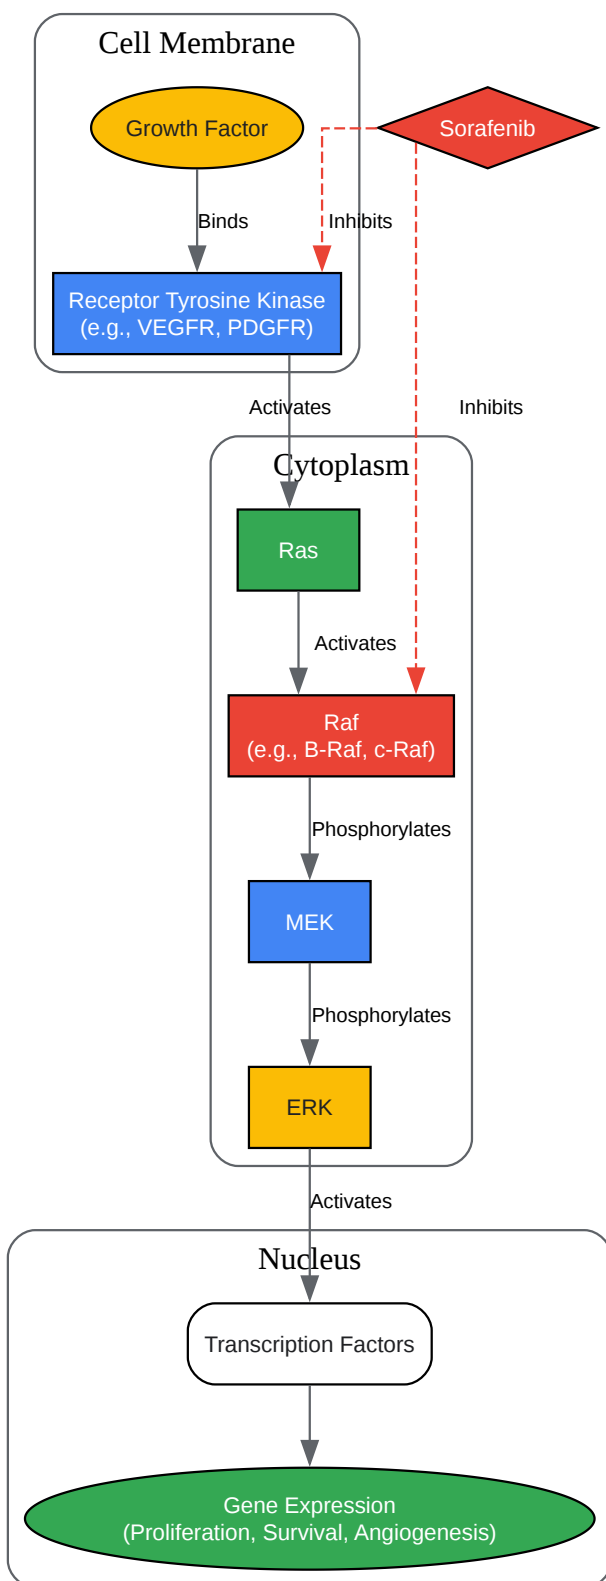 Cell Membrane
Growth Factor
Sorafenib
Binds
Inhibits
Receptor Tyrosine Kinase
(e.g., VEGFR, PDGFR)
Activates
Inhibits
Cytoplasm
Ras
Activates
Raf
(e.g., B-Raf, c-Raf)
Phosphorylates
MEK
Phosphorylates
ERK
Activates
Nucleus
Transcription Factors
Gene Expression
(Proliferation, Survival, Angiogenesis)